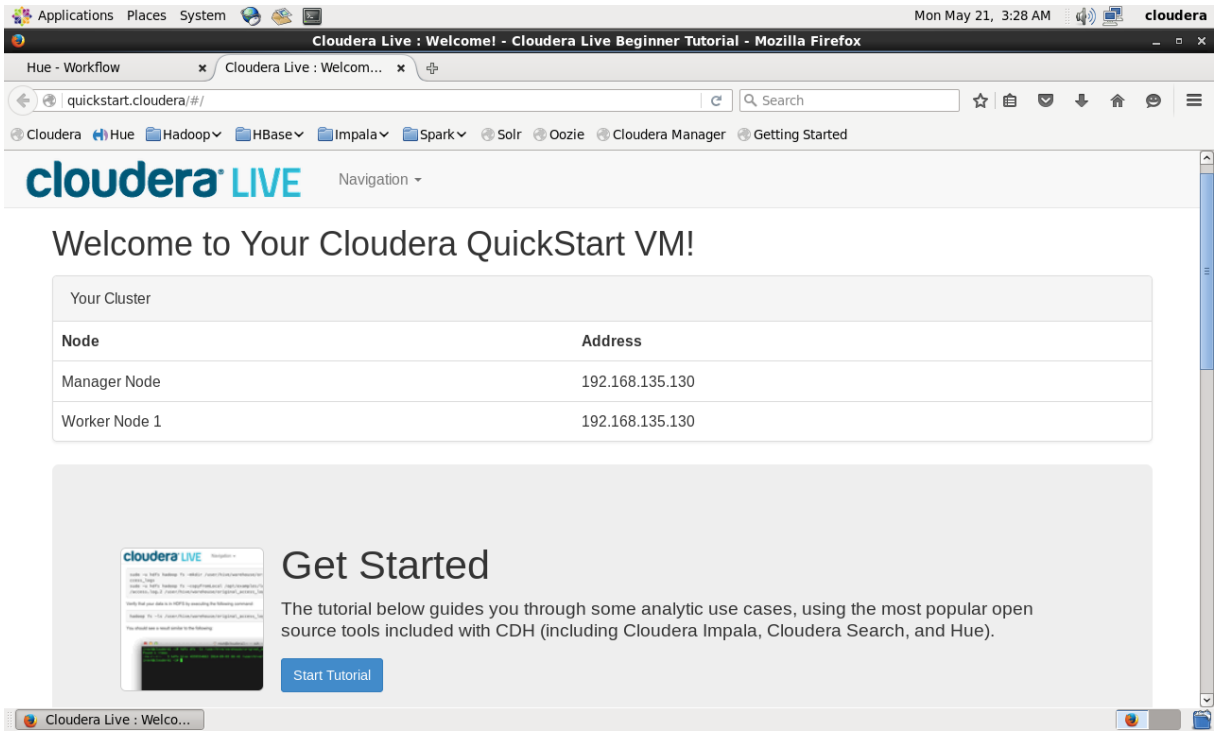 Applications Places System Mon May 21, 3:28 AM cloudera
Cloudera Live : Welcome! - Cloudera Live Beginner Tutorial - Mozilla Firefox
Hue - Workflow Cloudera Live : Welcom...
quickstart.cloudera/#/ Search
Cloudera Hue Hadoop HBase Impala Spark Solr Oozie Cloudera Manager Getting Started
cloudera LIVE Navigation
Welcome to Your Cloudera QuickStart VM!
Your Cluster
Node Address
Manager Node 192.168.135.130
Worker Node 1 192.168.135.130
cloudera LIVE Navigation
Get Started
The tutorial below guides you through some analytic use cases, using the most popular open
source tools included with CDH (including Cloudera Impala, Cloudera Search, and Hue).
Start Tutorial
Cloudera Live : Welco...